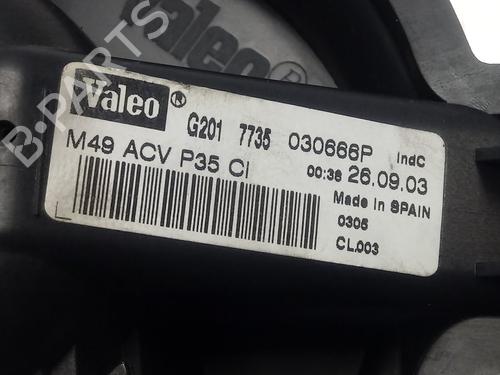 Valeo®
B-PARTS
Valeo®
G201 7735 030666P IndC
M49 ACV P35 CI 00:36 26.09.03
Made in SPAIN
0305
CL.003